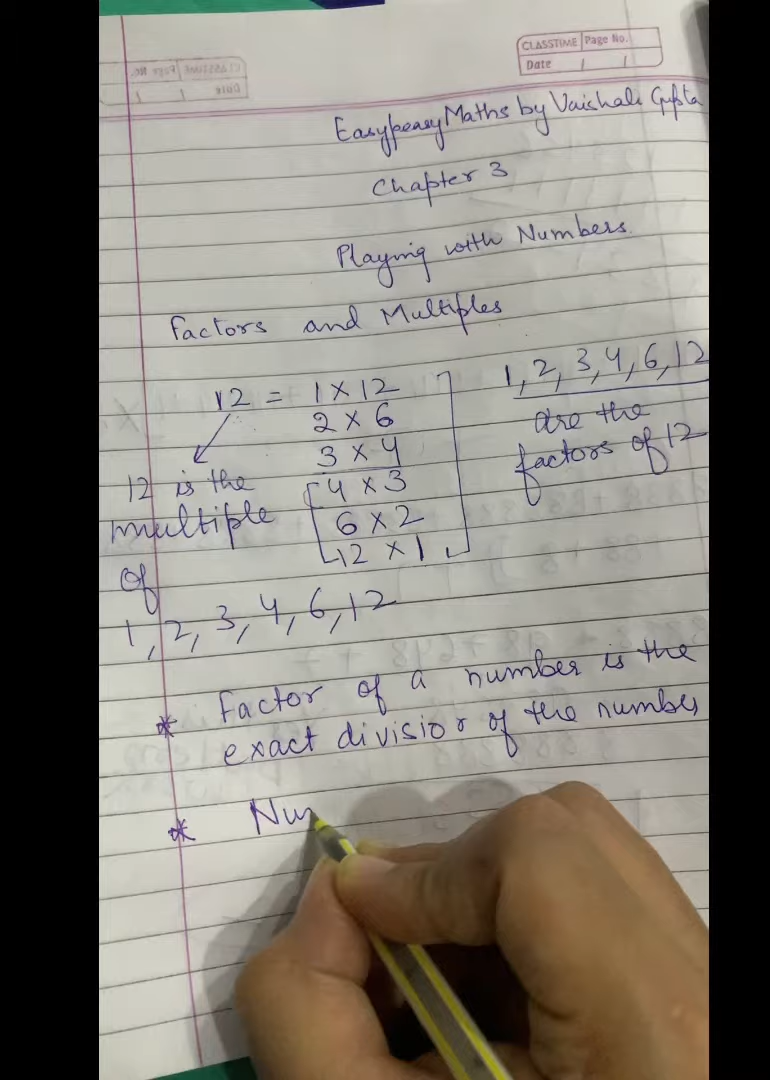 CLASSTIME Page No.
Date / /
EasypeasyMaths by Vaishali Gupta
Chapter 3
Playing with Numbers
Factors and Multiples
12 = 1 × 12
2 × 6
3 × 4
4 × 3
6 × 2
12 × 1
1, 2, 3, 4, 6, 12
are the
factors of 12
12 is the
multiple
of
1, 2, 3, 4, 6, 12
* Factor of a number is the
exact divisior of the number
* Num